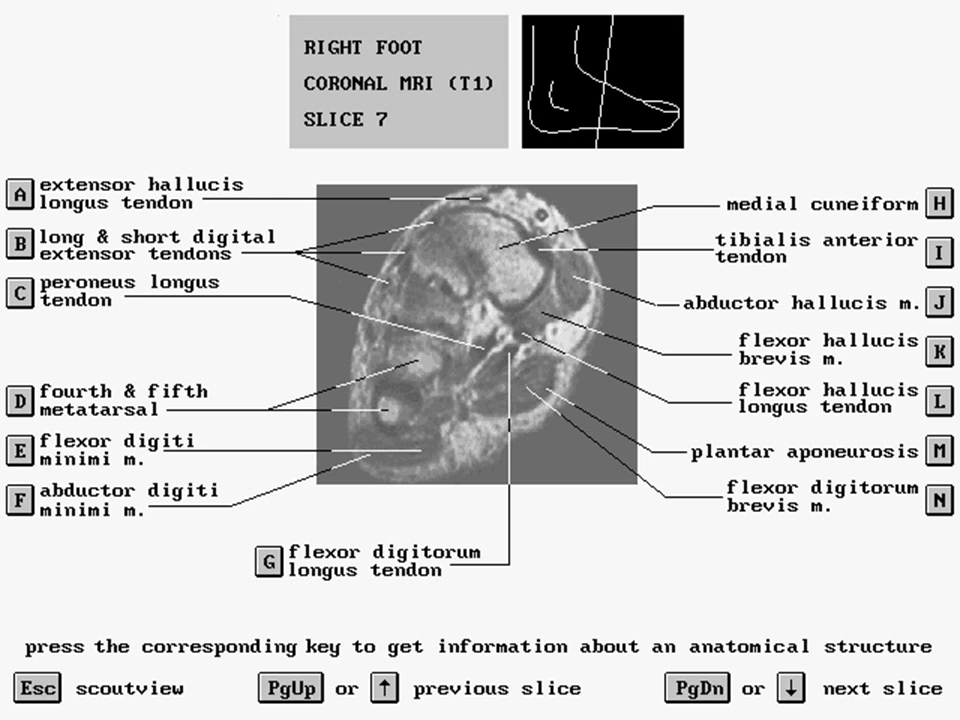 RIGHT FOOT
CORONAL MRI (T1)
SLICE 7
A extensor hallucis
longus tendon
B long & short digital
extensor tendons
C peroneus longus
tendon
D fourth & fifth
metatarsal
E flexor digiti
minimi m.
F abductor digiti
minimi m.
G flexor digitorum
longus tendon
medial cuneiform H
tibialis anterior
tendon I
abductor hallucis m. J
flexor hallucis
brevis m. K
flexor hallucis
longus tendon L
plantar aponeurosis M
flexor digitorum
brevis m. N
press the corresponding key to get information about an anatomical structure
Esc scoutview PgUp or ↑ previous slice PgDn or ↓ next slice